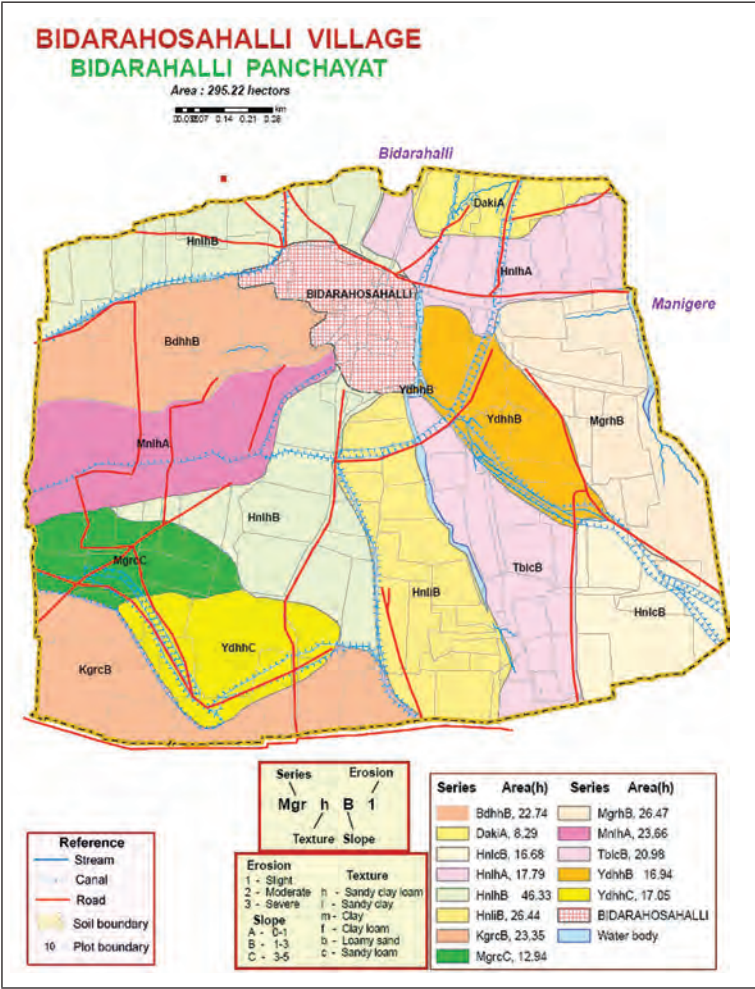 BIDARAHOSAHALLI VILLAGE
BIDARAHALLI PANCHAYAT
Area : 295.22 hectors
km
0.14 0.21 0.28
Bidarahalli
DakiA
HnlhB
HnlhA
BIDARAHOSAHALLI
Manigere
BdhhB
YdhhB
YdhhB
MgrhB
MnlhA
HnlhB
MgrcC
TblcB
HnliB
HnlcB
YdhhC
KgrcB
Series Erosion
Mgr h B 1
Texture Slope
Reference
Stream
Canal
Road
Soil boundary
10 Plot boundary
Erosion
1 - Slight
2 - Moderate
3 - Severe
Slope
A - 0-1
B - 1-3
C - 3-5
Texture
h - Sandy clay loam
i - Sandy clay
m - Clay
f - Clay loam
b - Loamy sand
c - Sandy loam
Series Area(h) Series Area(h)
BdhhB, 22.74
DakiA, 8.29
HnlcB, 16.68
HnlhA, 17.79
HnlhB 46.33
HnliB, 26.44
KgrcB, 23.35
MgrcC, 12.94
MgrhB, 26.47
MnlhA, 23.66
TblcB, 20.98
YdhhB 16.94
YdhhC, 17.05
BIDARAHOSAHALLI
Water body